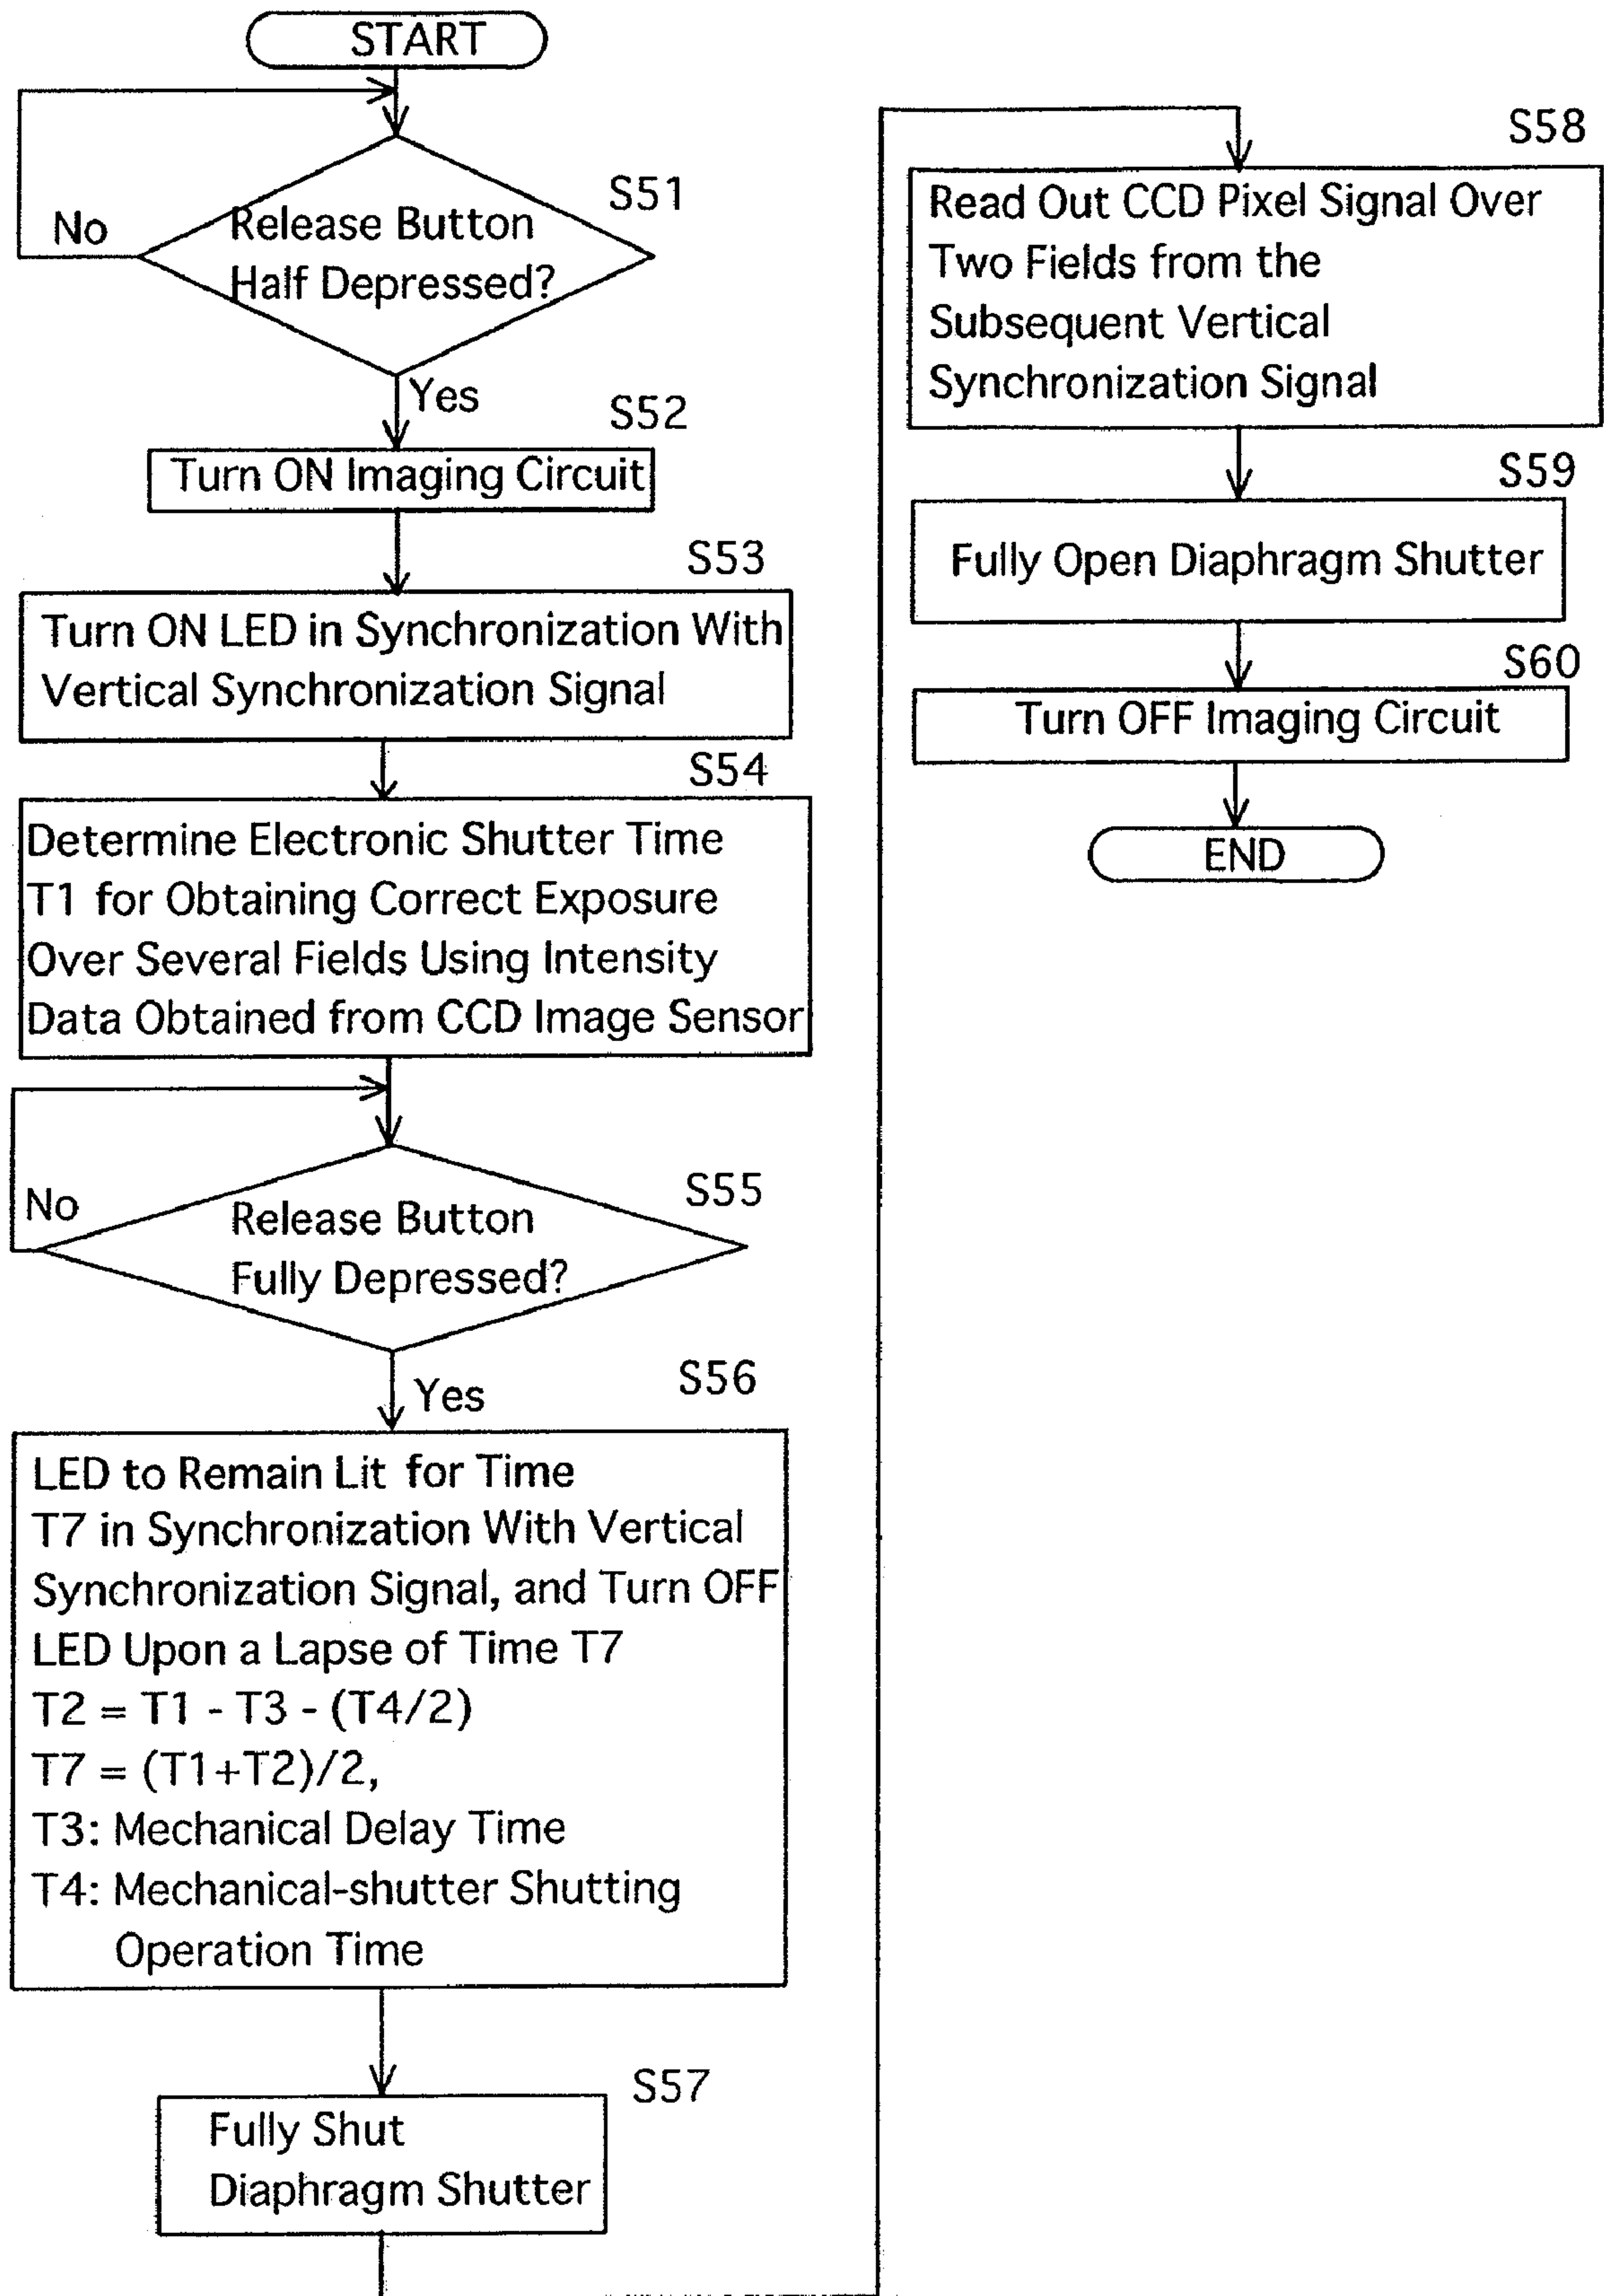 START
S51
No
Release Button
Half Depressed?
Yes
S52
Turn ON Imaging Circuit
S53
Turn ON LED in Synchronization With
Vertical Synchronization Signal
S54
Determine Electronic Shutter Time
T1 for Obtaining Correct Exposure
Over Several Fields Using Intensity
Data Obtained from CCD Image Sensor
S55
No
Release Button
Fully Depressed?
S56
Yes
LED to Remain Lit for Time
T7 in Synchronization With Vertical
Synchronization Signal, and Turn OFF
LED Upon a Lapse of Time T7
T2 = T1 - T3 - (T4/2)
T7 = (T1+T2)/2,
T3: Mechanical Delay Time
T4: Mechanical-shutter Shutting
Operation Time
S57
Fully Shut
Diaphragm Shutter
S58
Read Out CCD Pixel Signal Over
Two Fields from the
Subsequent Vertical
Synchronization Signal
S59
Fully Open Diaphragm Shutter
S60
Turn OFF Imaging Circuit
END